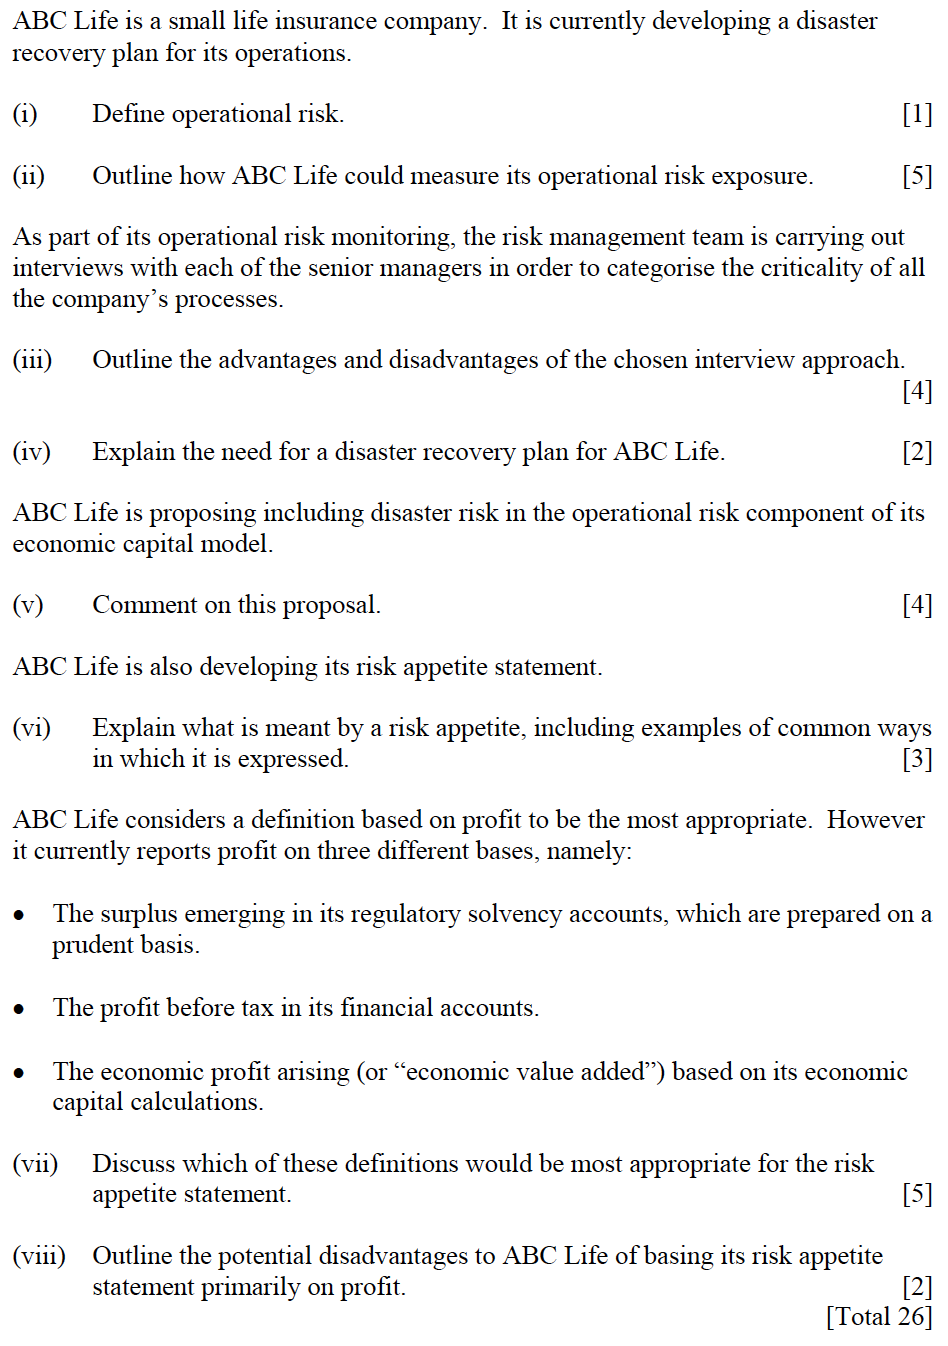 ABC Life is a small life insurance company.  It is currently developing a disaster
recovery plan for its operations.
(i) Define operational risk. [1]
(ii) Outline how ABC Life could measure its operational risk exposure. [5]
As part of its operational risk monitoring, the risk management team is carrying out
interviews with each of the senior managers in order to categorise the criticality of all
the company’s processes.
(iii) Outline the advantages and disadvantages of the chosen interview approach.
[4]
(iv) Explain the need for a disaster recovery plan for ABC Life. [2]
ABC Life is proposing including disaster risk in the operational risk component of its
economic capital model.
(v) Comment on this proposal. [4]
ABC Life is also developing its risk appetite statement.
(vi) Explain what is meant by a risk appetite, including examples of common ways
in which it is expressed. [3]
ABC Life considers a definition based on profit to be the most appropriate.  However
it currently reports profit on three different bases, namely:
• The surplus emerging in its regulatory solvency accounts, which are prepared on a
prudent basis.
• The profit before tax in its financial accounts.
• The economic profit arising (or “economic value added”) based on its economic
capital calculations.
(vii) Discuss which of these definitions would be most appropriate for the risk
appetite statement. [5]
(viii) Outline the potential disadvantages to ABC Life of basing its risk appetite
statement primarily on profit. [2]
[Total 26]